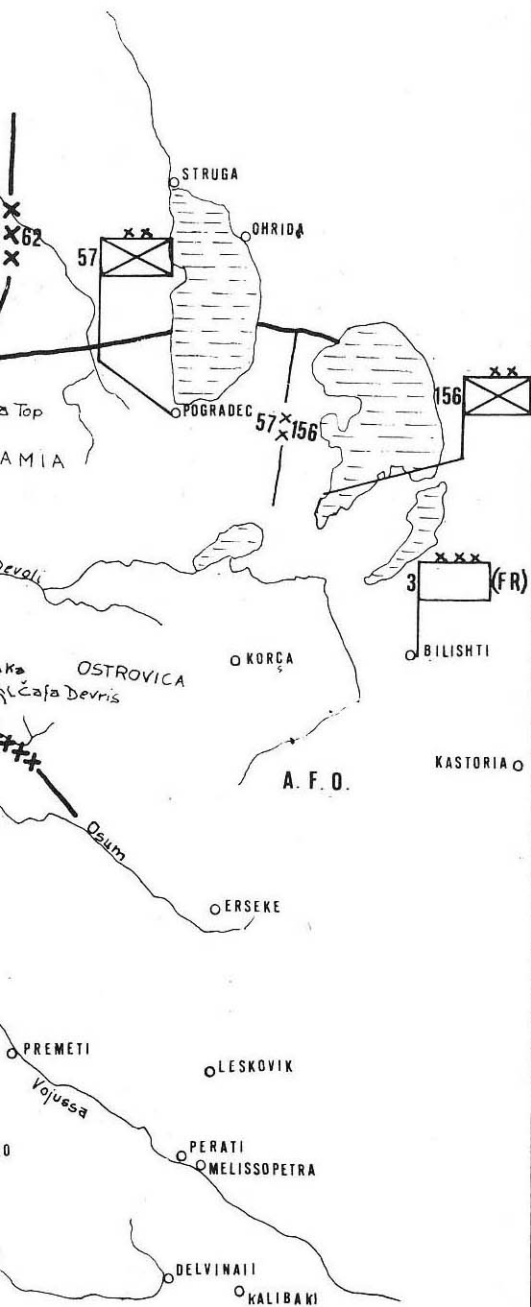 STRUGA
OHRIDA
62
57
156
a Top
POGRADEC
57 156
AMIA
Devoli
3 (FR)
BILISHTI
KORÇA
OSTROVICA
ka
Čafa Devris
KASTORIA
A. F. O.
Osum
ERSEKE
PREMETI
LESKOVIK
Vojussa
PERATI
MELISSOPETRA
O
DELVINAII
KALIBAKI